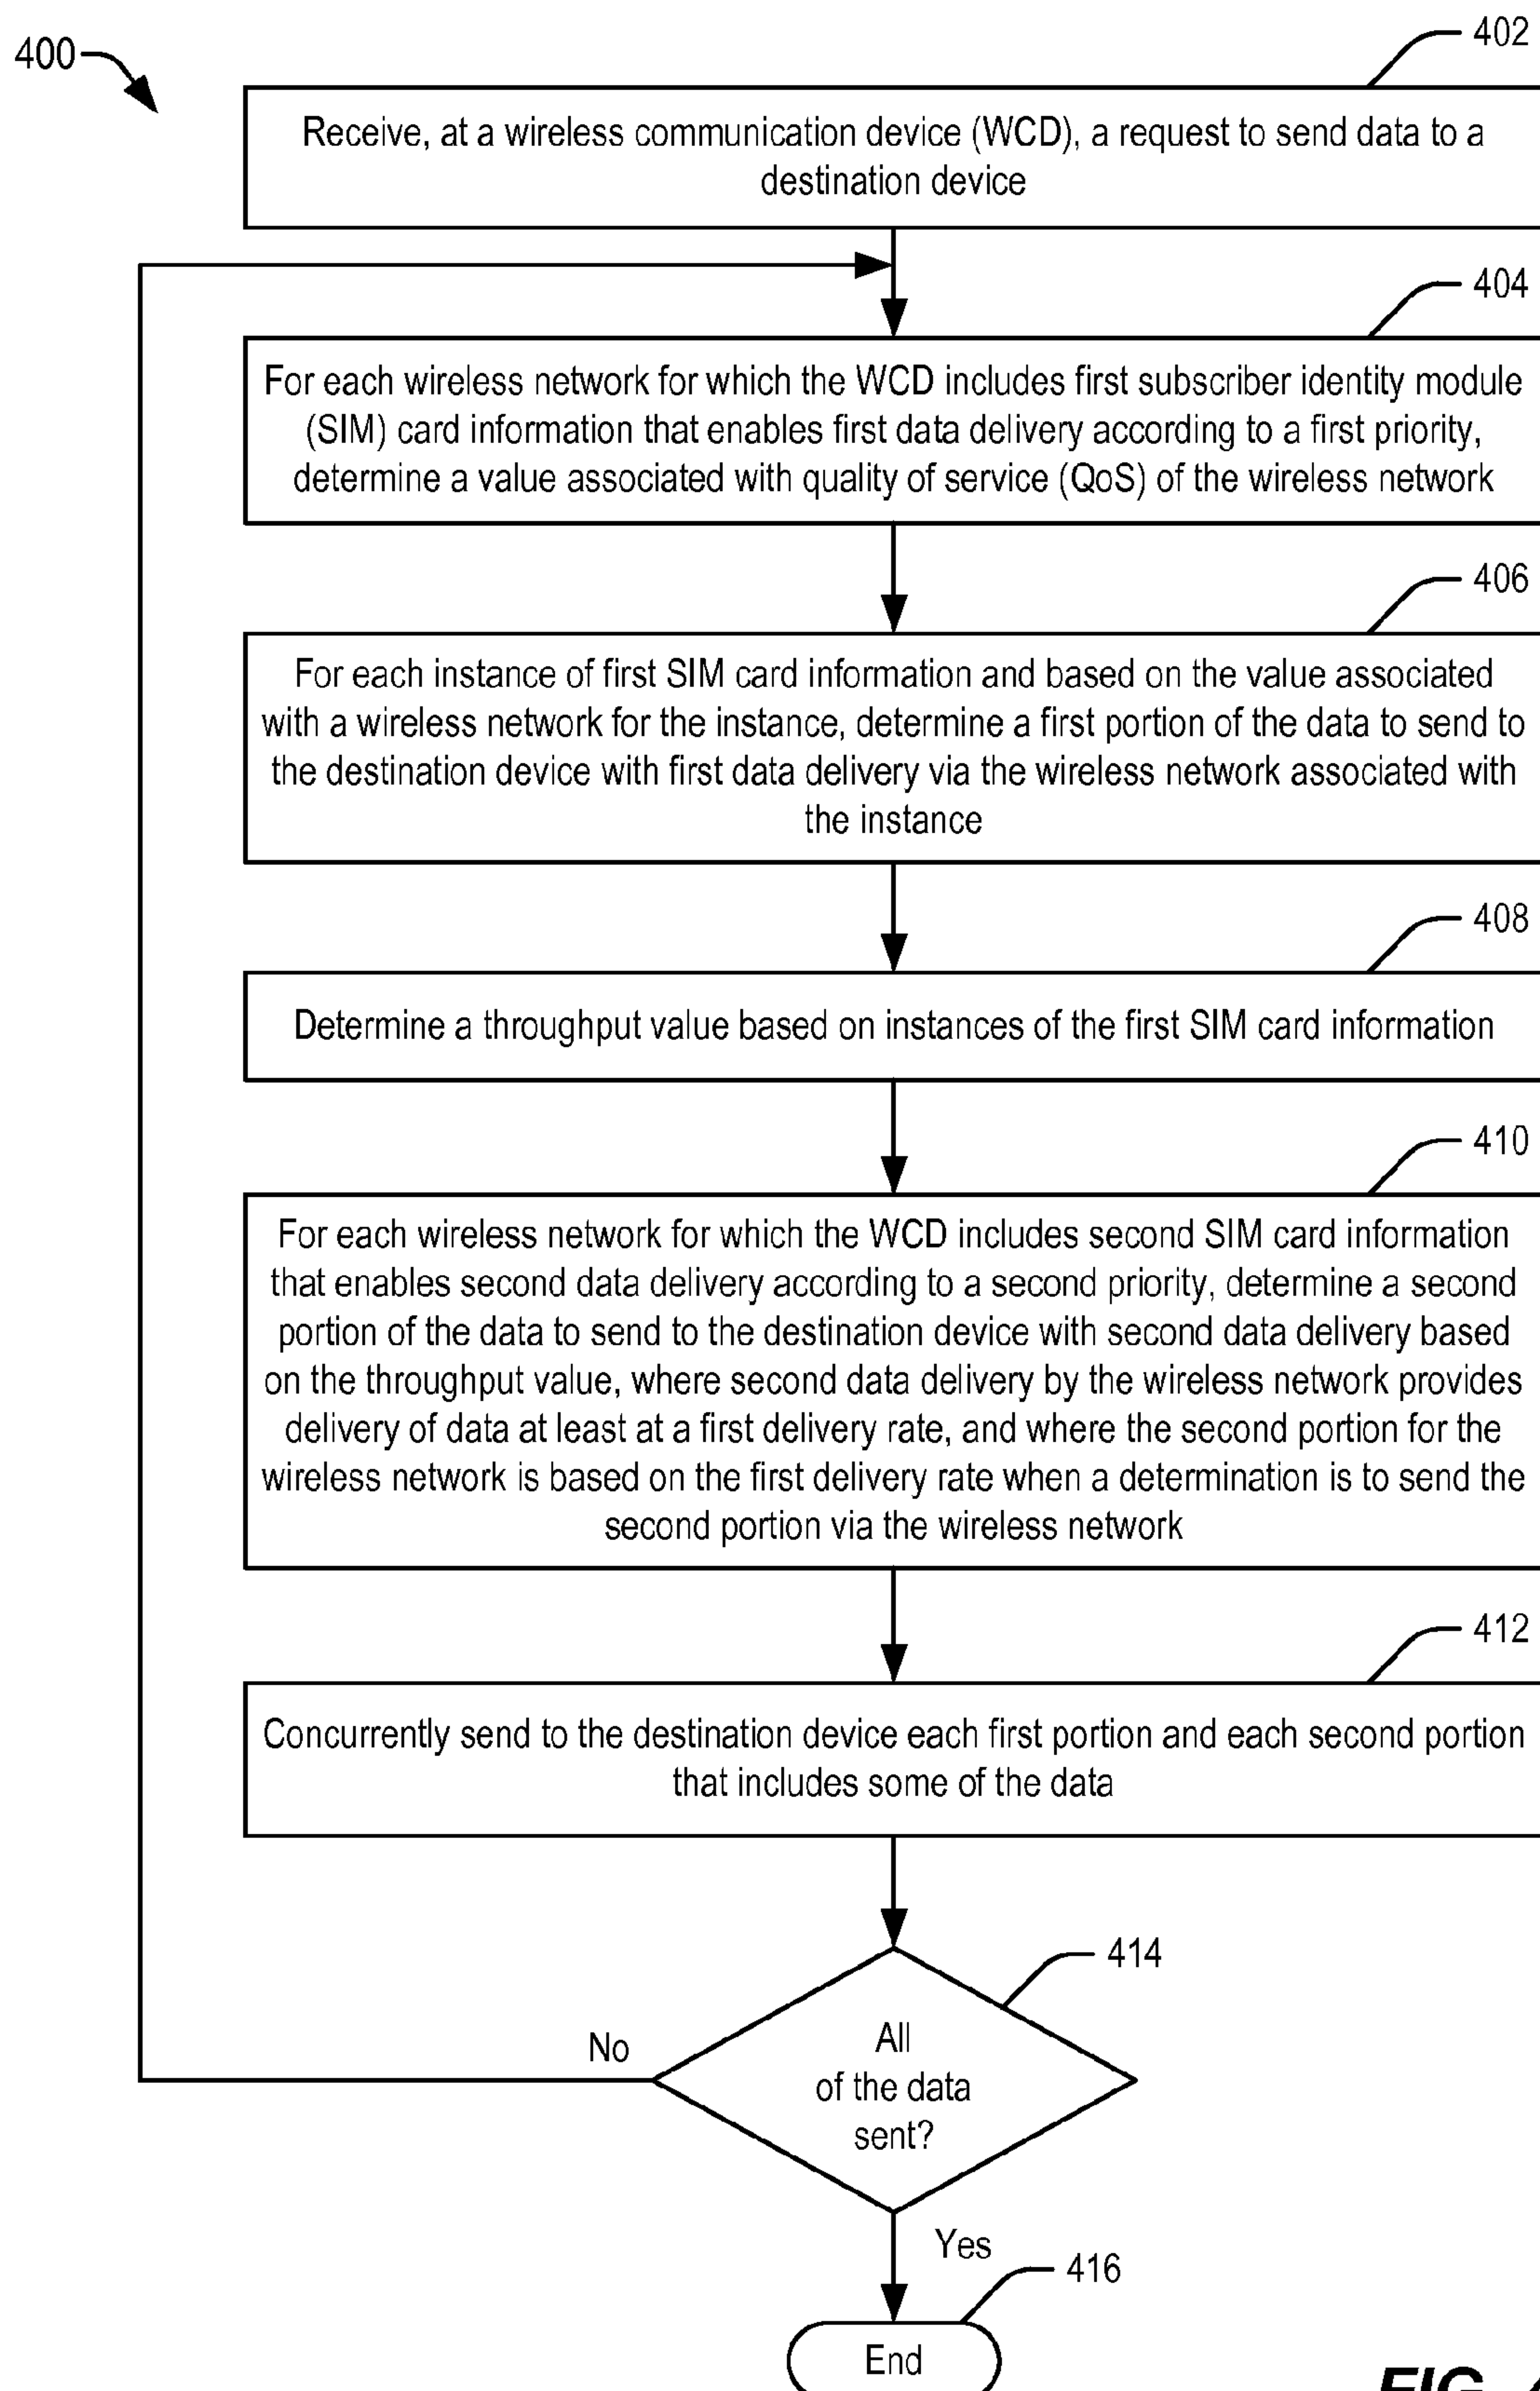 400
402
Receive, at a wireless communication device (WCD), a request to send data to a
destination device
404
For each wireless network for which the WCD includes first subscriber identity module
(SIM) card information that enables first data delivery according to a first priority,
determine a value associated with quality of service (QoS) of the wireless network
406
For each instance of first SIM card information and based on the value associated
with a wireless network for the instance, determine a first portion of the data to send to
the destination device with first data delivery via the wireless network associated with
the instance
408
Determine a throughput value based on instances of the first SIM card information
410
For each wireless network for which the WCD includes second SIM card information
that enables second data delivery according to a second priority, determine a second
portion of the data to send to the destination device with second data delivery based
on the throughput value, where second data delivery by the wireless network provides
delivery of data at least at a first delivery rate, and where the second portion for the
wireless network is based on the first delivery rate when a determination is to send the
second portion via the wireless network
412
Concurrently send to the destination device each first portion and each second portion
that includes some of the data
414
All
of the data
sent?
No
Yes
416
End
FIG.